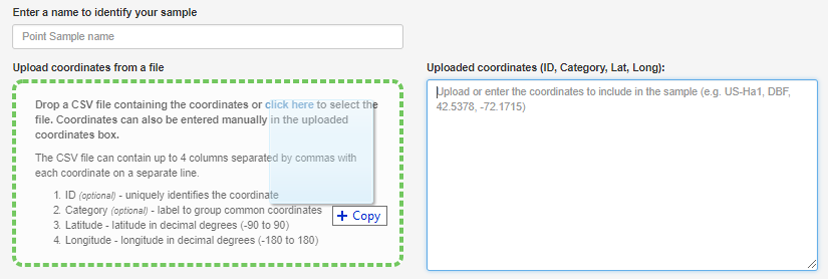 Enter a name to identify your sample
Point Sample name
Upload coordinates from a file
Drop a CSV file containing the coordinates or click here to select the
file. Coordinates can also be entered manually in the uploaded
coordinates box.
The CSV file can contain up to 4 columns separated by commas with
each coordinate on a separate line.
1. ID (optional) - uniquely identifies the coordinate
2. Category (optional) - label to group common coordinates
3. Latitude - latitude in decimal degrees (-90 to 90)
4. Longitude - longitude in decimal degrees (-180 to 180)
+ Copy
Uploaded coordinates (ID, Category, Lat, Long):
Upload or enter the coordinates to include in the sample (e.g. US-Ha1, DBF,
42.5378, -72.1715)